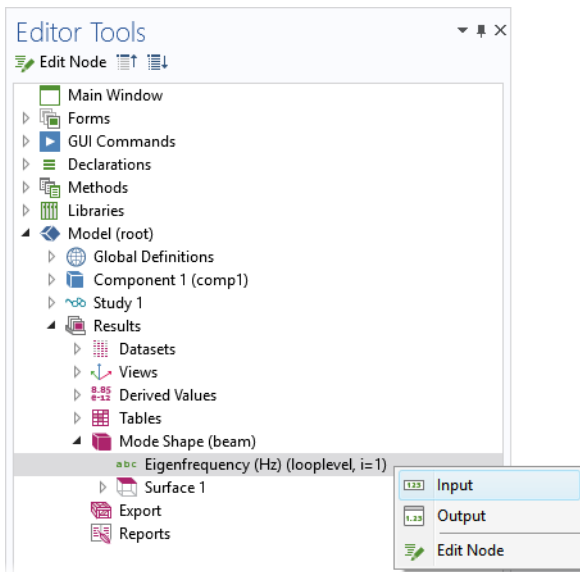 Editor Tools
Edit Node
Main Window
Forms
GUI Commands
Declarations
Methods
Libraries
Model (root)
Global Definitions
Component 1 (comp1)
Study 1
Results
Datasets
Views
8.85
e-12
Derived Values
Tables
Mode Shape (beam)
abc Eigenfrequency (Hz) (looplevel, i=1)
Surface 1
123 Input
Export
1.23 Output
Reports
Edit Node